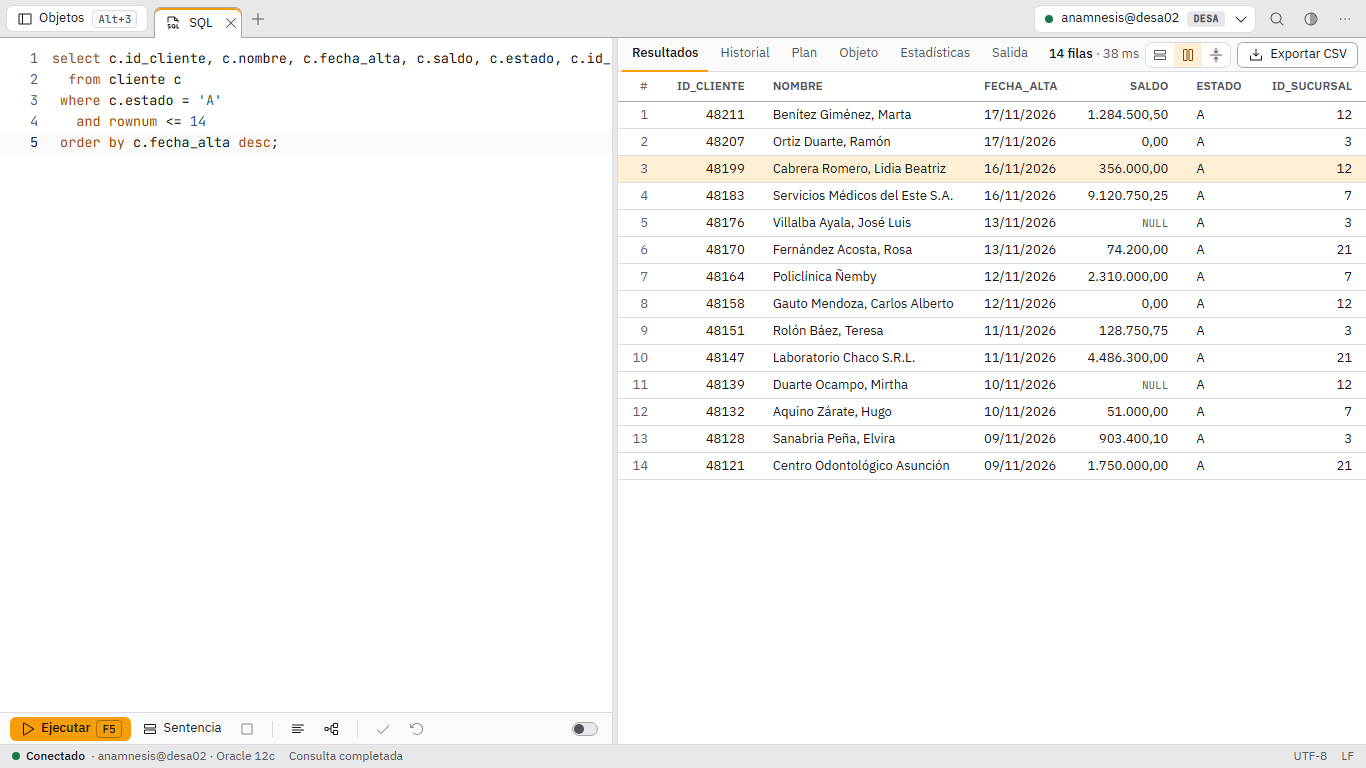 Objetos Alt+3 SQL SQL anamnesis@desa02 DESA
1 select c.id_cliente, c.nombre, c.fecha_alta, c.saldo, c.estado, c.id_
2 from cliente c
3 where c.estado = 'A'
4 and rownum <= 14
5 order by c.fecha_alta desc;
Resultados Historial Plan Objeto Estadísticas Salida 14 filas · 38 ms Exportar CSV
# ID_CLIENTE NOMBRE FECHA_ALTA SALDO ESTADO ID_SUCURSAL
1 48211 Benítez Giménez, Marta 17/11/2026 1.284.500,50 A 12
2 48207 Ortiz Duarte, Ramón 17/11/2026 0,00 A 3
3 48199 Cabrera Romero, Lidia Beatriz 16/11/2026 356.000,00 A 12
4 48183 Servicios Médicos del Este S.A. 16/11/2026 9.120.750,25 A 7
5 48176 Villalba Ayala, José Luis 13/11/2026 NULL A 3
6 48170 Fernández Acosta, Rosa 13/11/2026 74.200,00 A 21
7 48164 Policlínica Ñemby 12/11/2026 2.310.000,00 A 7
8 48158 Gauto Mendoza, Carlos Alberto 12/11/2026 0,00 A 12
9 48151 Rolón Báez, Teresa 11/11/2026 128.750,75 A 3
10 48147 Laboratorio Chaco S.R.L. 11/11/2026 4.486.300,00 A 21
11 48139 Duarte Ocampo, Mirtha 10/11/2026 NULL A 12
12 48132 Aquino Zárate, Hugo 10/11/2026 51.000,00 A 7
13 48128 Sanabria Peña, Elvira 09/11/2026 903.400,10 A 3
14 48121 Centro Odontológico Asunción 09/11/2026 1.750.000,00 A 21
Ejecutar F5 Sentencia
Conectado · anamnesis@desa02 · Oracle 12c Consulta completada UTF-8 LF